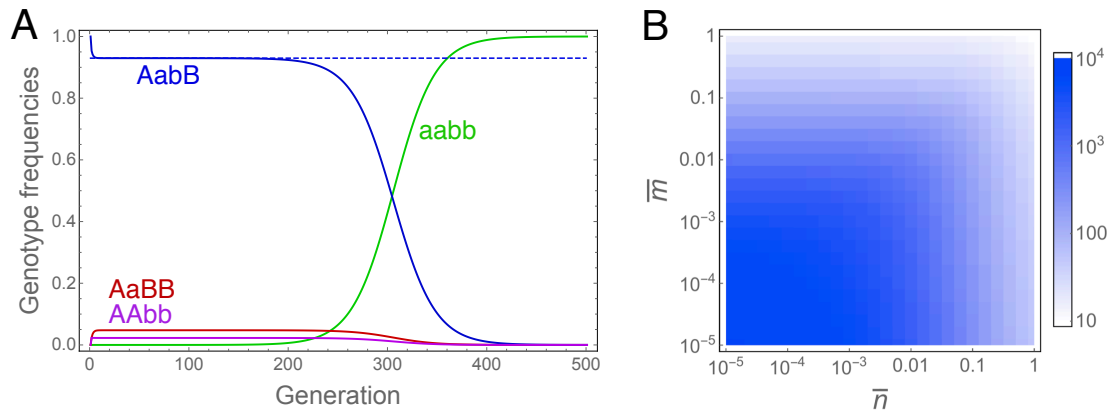 A
1.0
0.8
0.6
0.4
0.2
0.0
Genotype frequencies
AabB
aabb
AaBB
AAbb
0
100
200
300
400
500
Generation
B
1
0.1
0.01
10⁻³
10⁻⁴
10⁻⁵
m̅
10⁻⁵
10⁻⁴
10⁻³
0.01
0.1
1
n̅
10⁴
10³
100
10